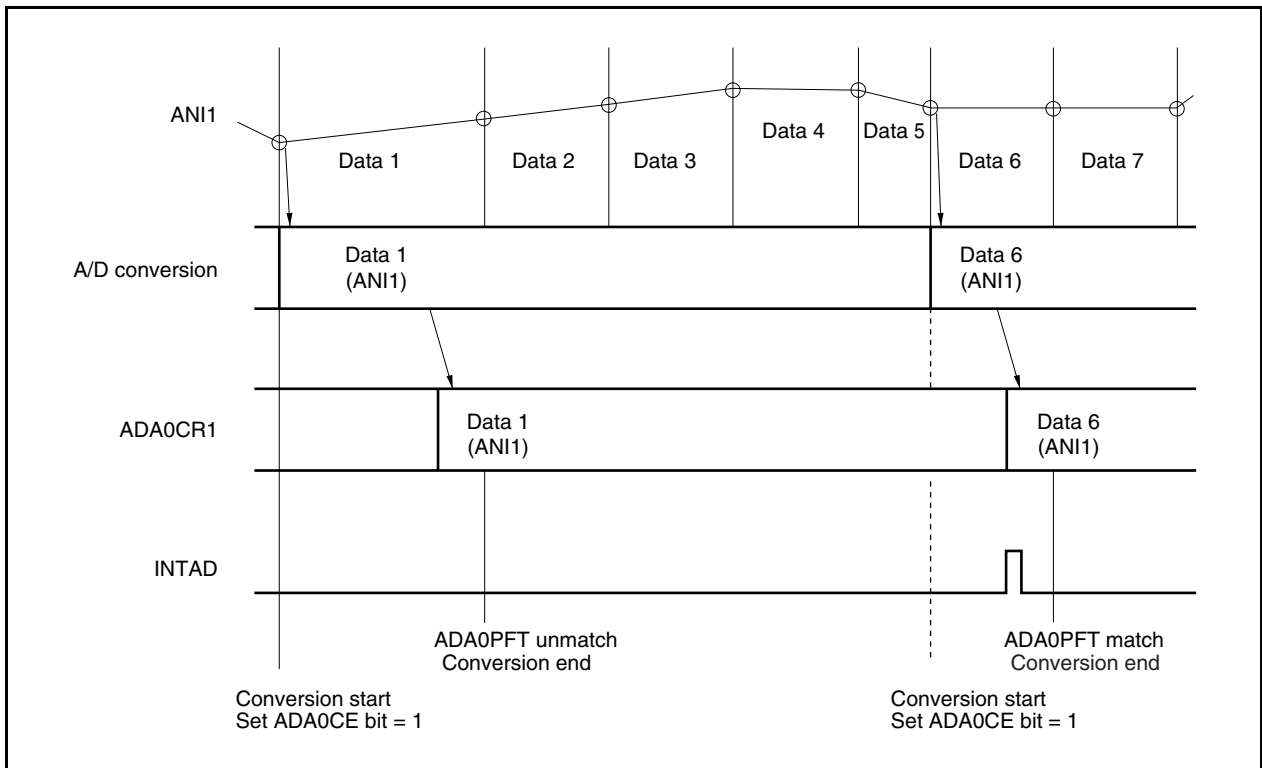 ANI1
Data 1
Data 2
Data 3
Data 4
Data 5
Data 6
Data 7
A/D conversion
Data 1
(ANI1)
Data 6
(ANI1)
ADA0CR1
Data 1
(ANI1)
Data 6
(ANI1)
INTAD
ADA0PFT unmatch
Conversion end
ADA0PFT match
Conversion end
Conversion start
Set ADA0CE bit = 1
Conversion start
Set ADA0CE bit = 1